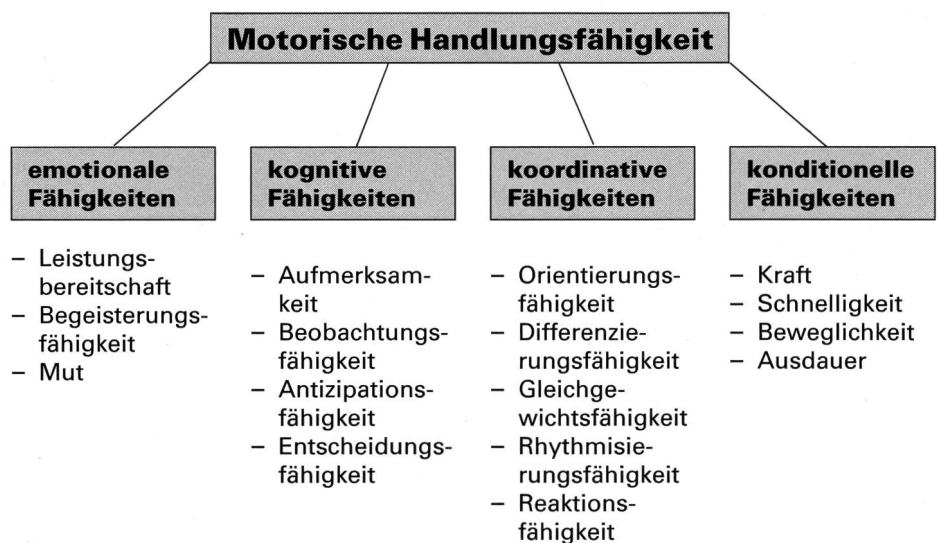 Motorische Handlungsfähigkeit
emotionale
Fähigkeiten
– Leistungs-
bereitschaft
– Begeisterungs-
fähigkeit
– Mut
kognitive
Fähigkeiten
– Aufmerksam-
keit
– Beobachtungs-
fähigkeit
– Antizipations-
fähigkeit
– Entscheidungs-
fähigkeit
koordinative
Fähigkeiten
– Orientierungs-
fähigkeit
– Differenzie-
rungsfähigkeit
– Gleichge-
wichtsfähigkeit
– Rhythmisie-
rungsfähigkeit
– Reaktions-
fähigkeit
konditionelle
Fähigkeiten
– Kraft
– Schnelligkeit
– Beweglichkeit
– Ausdauer